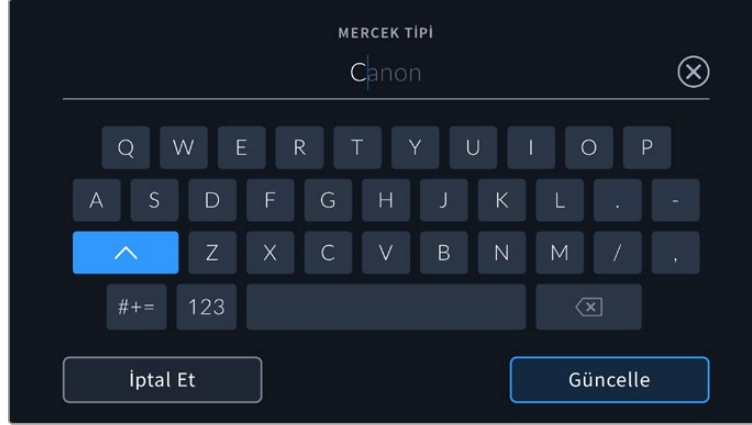 MERCEK TİPİ
Canon
Q W E R T Y U I O P
A S D F G H J K L . -
Z X C V B N M / ,
#+= 123
İptal Et Güncelle